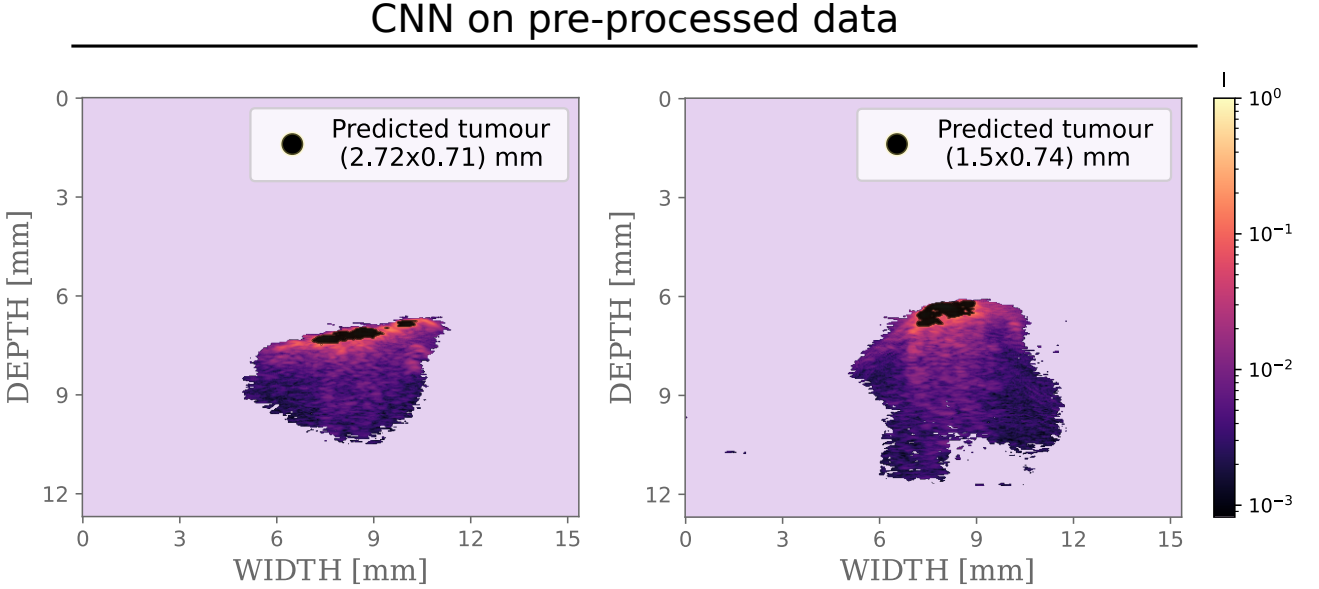 CNN on pre-processed data
Predicted tumour
(2.72x0.71) mm
0
3
6
9
12
DEPTH [mm]
0 3 6 9 12 15
WIDTH [mm]
Predicted tumour
(1.5x0.74) mm
0
3
6
9
12
DEPTH [mm]
0 3 6 9 12 15
WIDTH [mm]
I
10⁰
10⁻¹
10⁻²
10⁻³